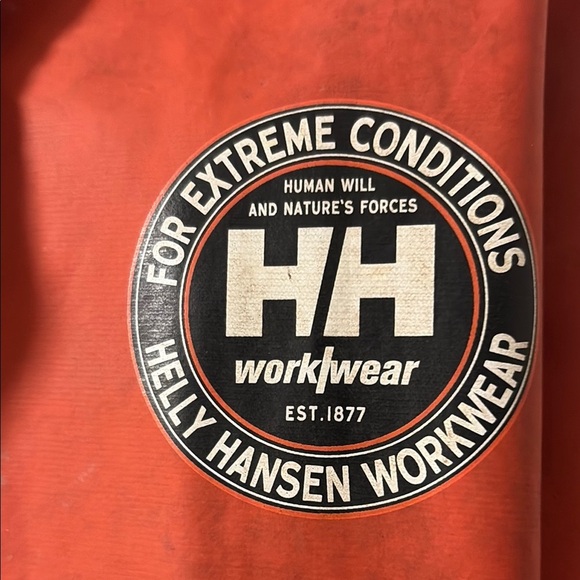 FOR EXTREME CONDITIONS
HUMAN WILL
AND NATURE'S FORCES
HH
work/wear
EST.1877
HELLY HANSEN WORKWEAR